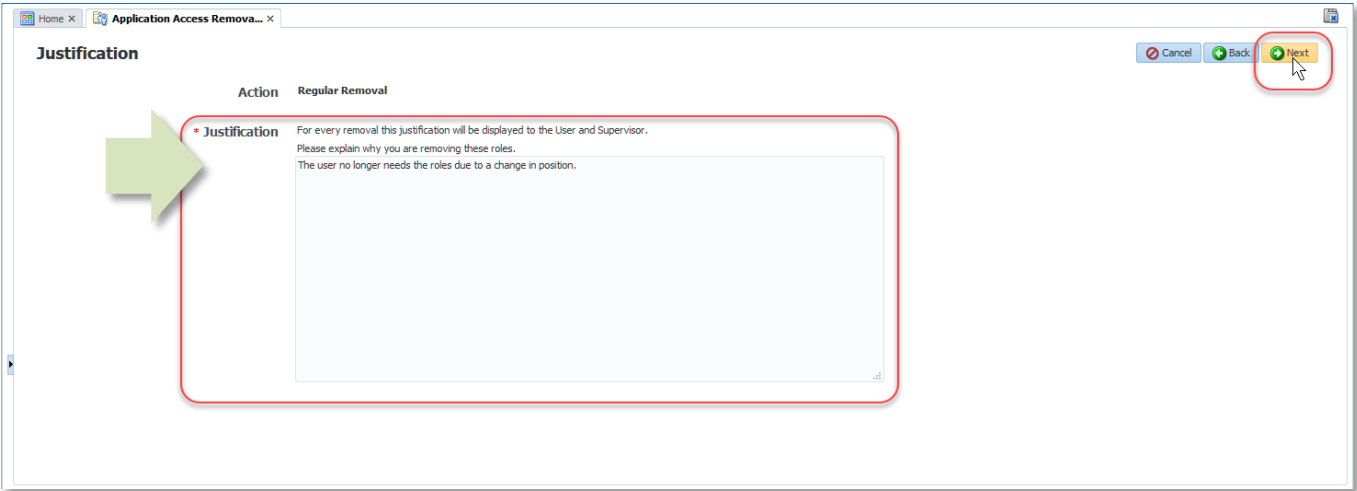 Home × Application Access Remova... ×
Justification
Cancel Back Next
Action Regular Removal
* Justification For every removal this justification will be displayed to the User and Supervisor.
Please explain why you are removing these roles.
The user no longer needs the roles due to a change in position.